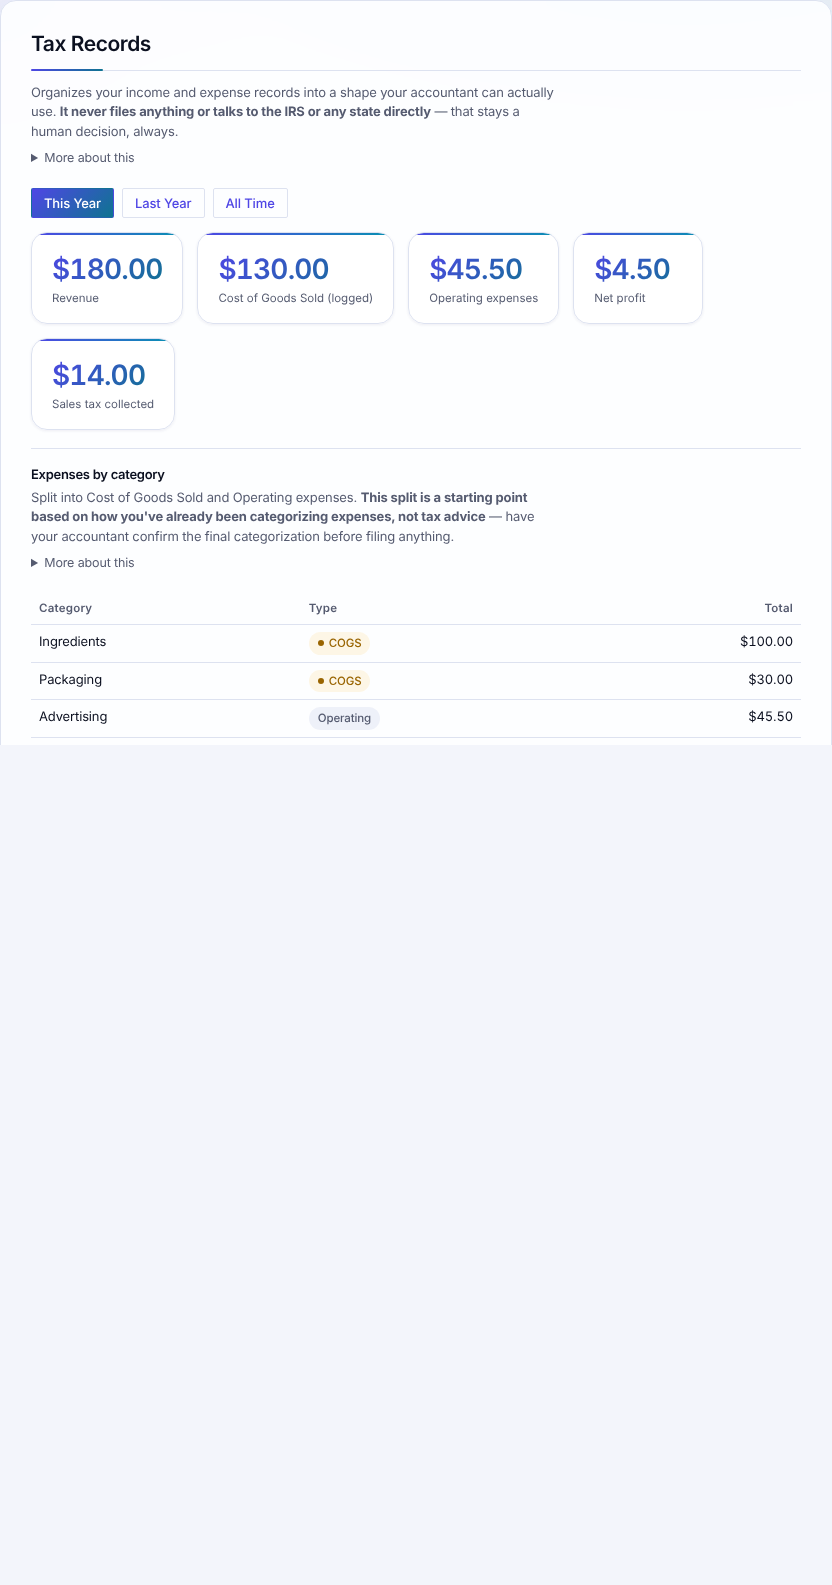 Tax Records
Organizes your income and expense records into a shape your accountant can actually
use. It never files anything or talks to the IRS or any state directly — that stays a
human decision, always.
▶ More about this
This Year
Last Year
All Time
$180.00
Revenue
$130.00
Cost of Goods Sold (logged)
$45.50
Operating expenses
$4.50
Net profit
$14.00
Sales tax collected
Expenses by category
Split into Cost of Goods Sold and Operating expenses. This split is a starting point
based on how you've already been categorizing expenses, not tax advice — have
your accountant confirm the final categorization before filing anything.
▶ More about this
Category Type Total
Ingredients COGS $100.00
Packaging COGS $30.00
Advertising Operating $45.50